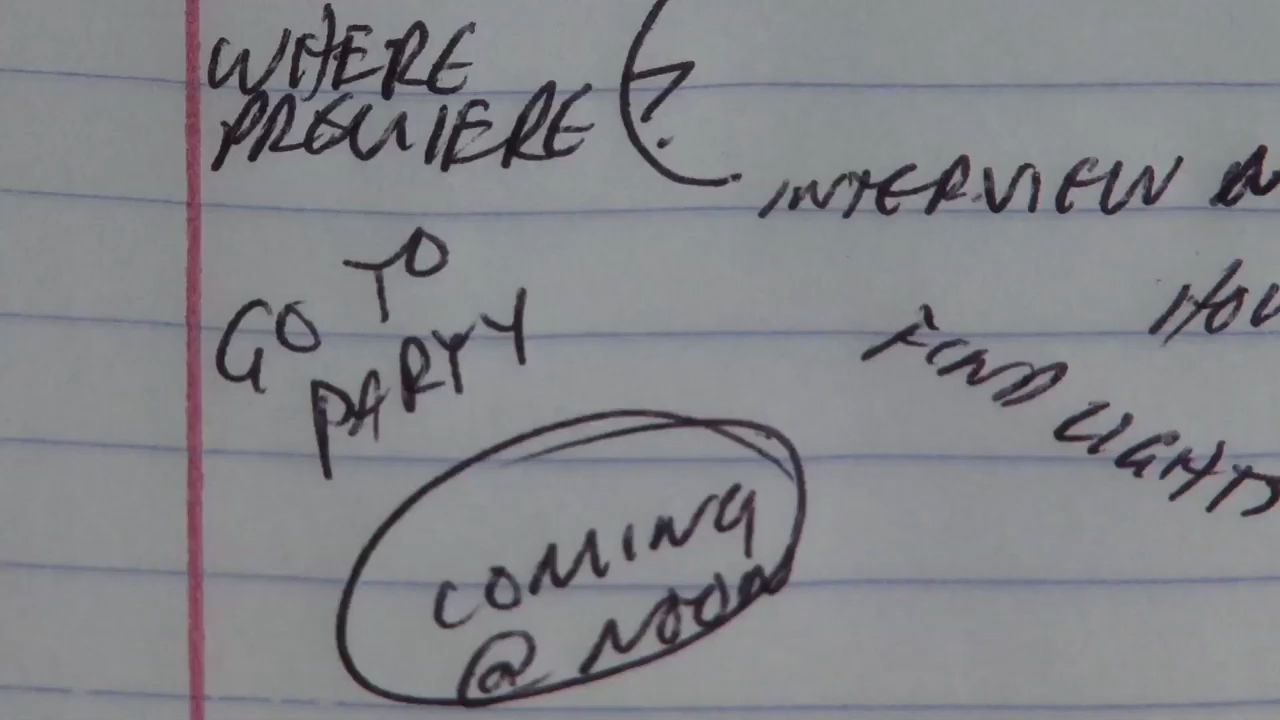 WHERE
PREMIERE ?
INTERVIEW
GO TO
PARTY
FIND LIGHTS
COMING
@ NOON